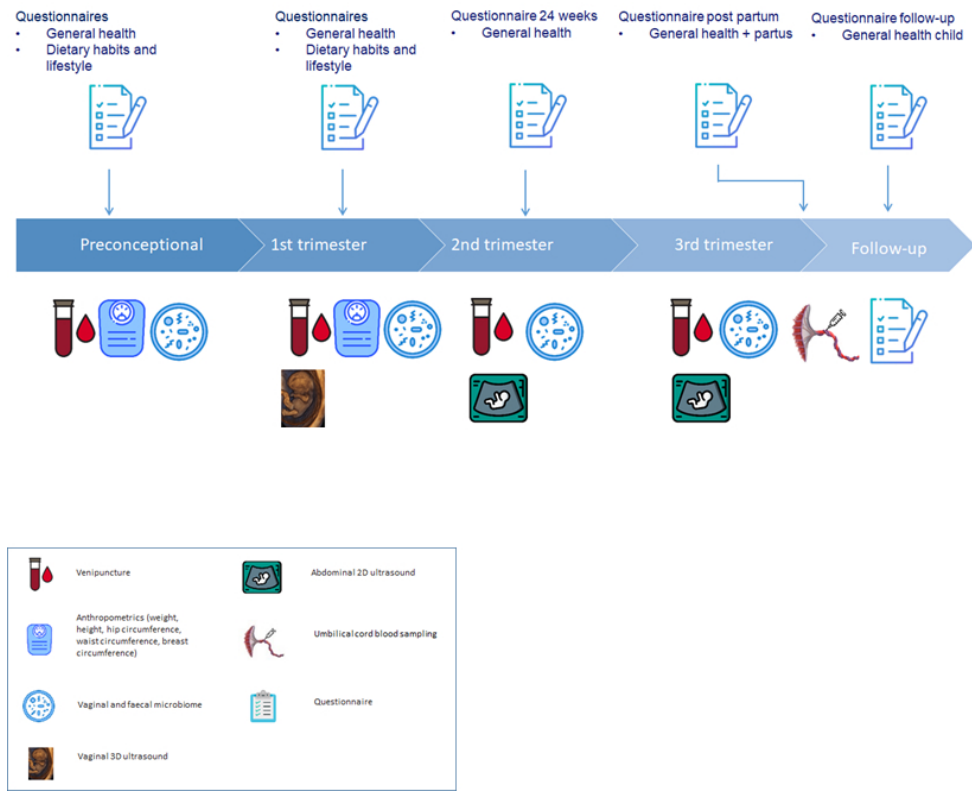 Questionnaires
• General health
• Dietary habits and
lifestyle
Questionnaires
• General health
• Dietary habits and
lifestyle
Questionnaire 24 weeks
• General health
Questionnaire post partum
• General health + partus
Questionnaire follow-up
• General health child
Preconceptional
1st trimester
2nd trimester
3rd trimester
Follow-up
Venipuncture
Anthropometrics (weight,
height, hip circumference,
waist circumference, breast
circumference)
Vaginal and faecal microbiome
Vaginal 3D ultrasound
Abdominal 2D ultrasound
Umbilical cord blood sampling
Questionnaire